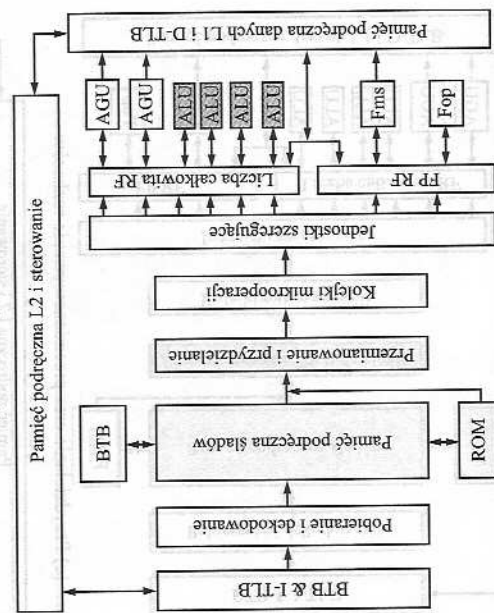 Pamięć podręczna L2 i sterowanie
BTB & I-TLB
Pobieranie i dekodowanie
BTB
Pamięć podręczna śladów
ROM
Przemianowanie i przydzielanie
Kolejki mikrooperacji
Jednostki szeregujące
Liczba całkowita RF
FP RF
AGU
AGU
ALU
ALU
ALU
ALU
Fms
Fop
Pamięć podręczna danych L1 i D-TLB